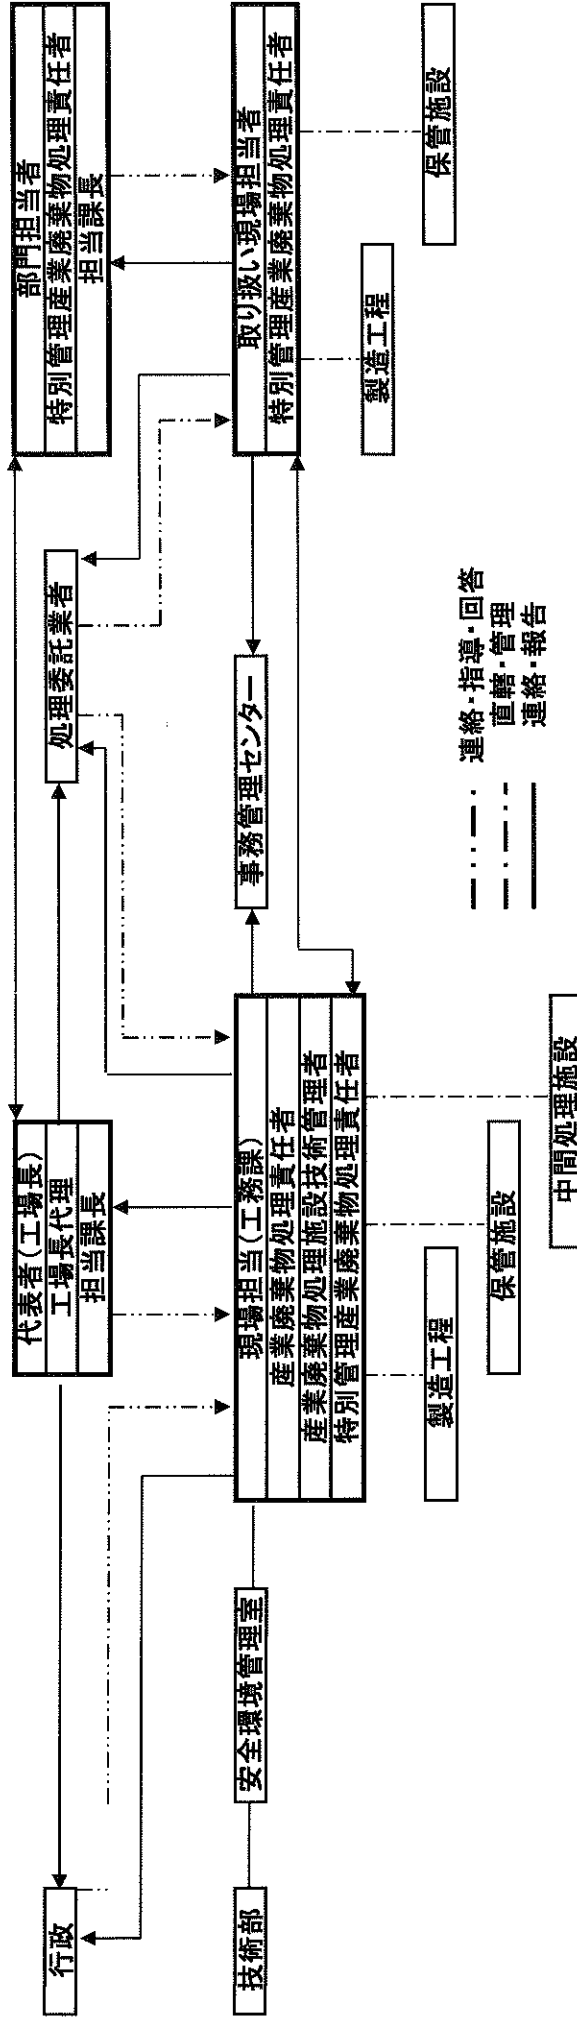 行政
代表者(工場長)
工場長代理
担当課長
処理委託業者
部門担当者
特別管理産業廃棄物処理責任者
担当課長
技術部
安全環境管理室
現場担当(工務課)
産業廃棄物処理責任者
産業廃棄物処理施設技術管理者
特別管理産業廃棄物処理責任者
事務管理センター
取り扱い現場担当者
特別管理産業廃棄物処理責任者
製造工程
保管施設
中間処理施設
製造工程
保管施設
連絡・指導・回答
直轄・管理
連絡・報告